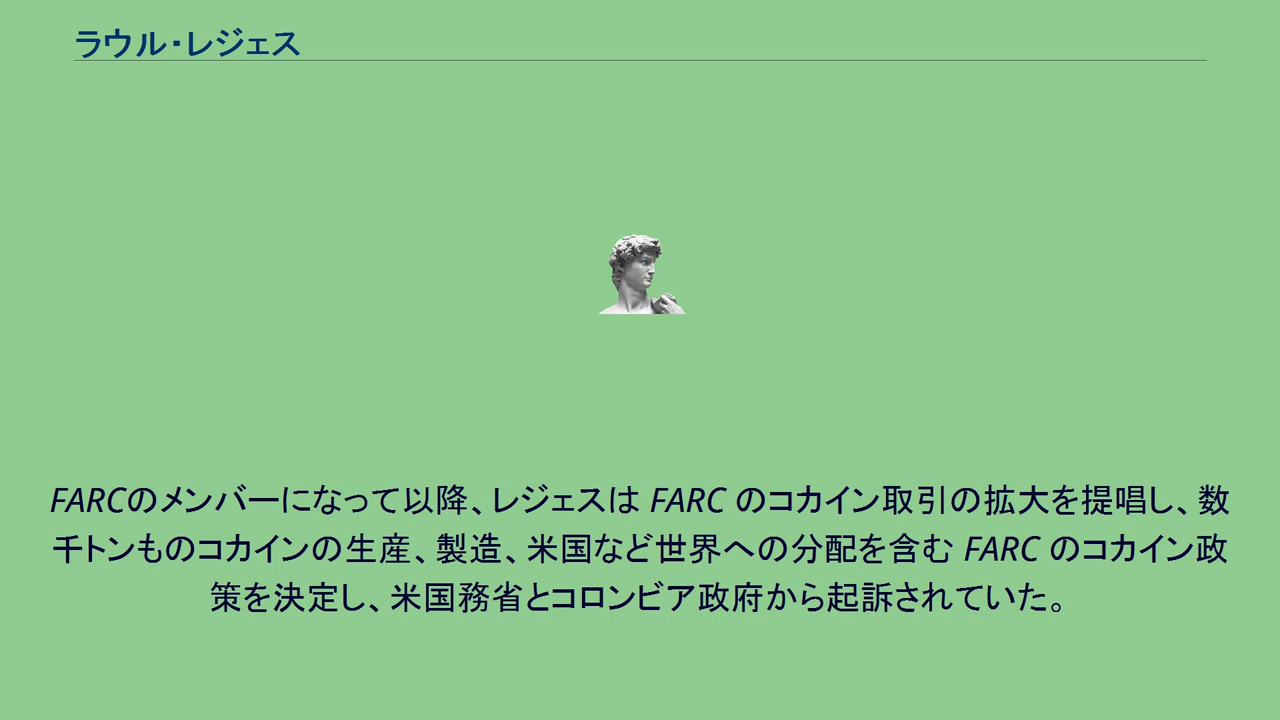 ラウル・レジェス
FARCのメンバーになって以降、レジェスは FARC のコカイン取引の拡大を提唱し、数
千トンものコカインの生産、製造、米国など世界への分配を含む FARC のコカイン政
策を決定し、米国務省とコロンビア政府から起訴されていた。